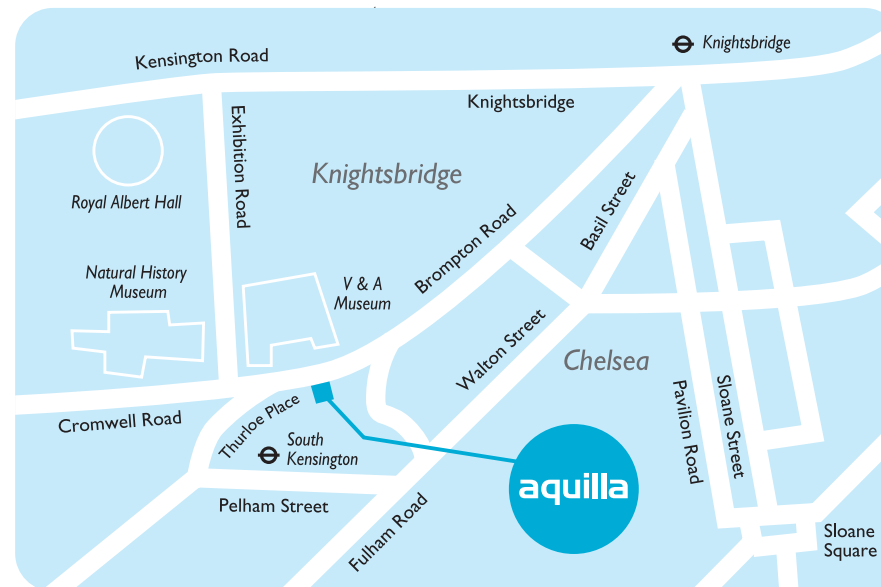 Knightsbridge
Kensington Road
Knightsbridge
Exhibition Road
Knightsbridge
Royal Albert Hall
Basil Street
Brompton Road
Natural History
Museum
V & A
Museum
Walton Street
Chelsea
Cromwell Road
Thurloe Place
Pavilion Road
Sloane Street
South
Kensington
aquilla
Pelham Street
Fulham Road
Sloane
Square